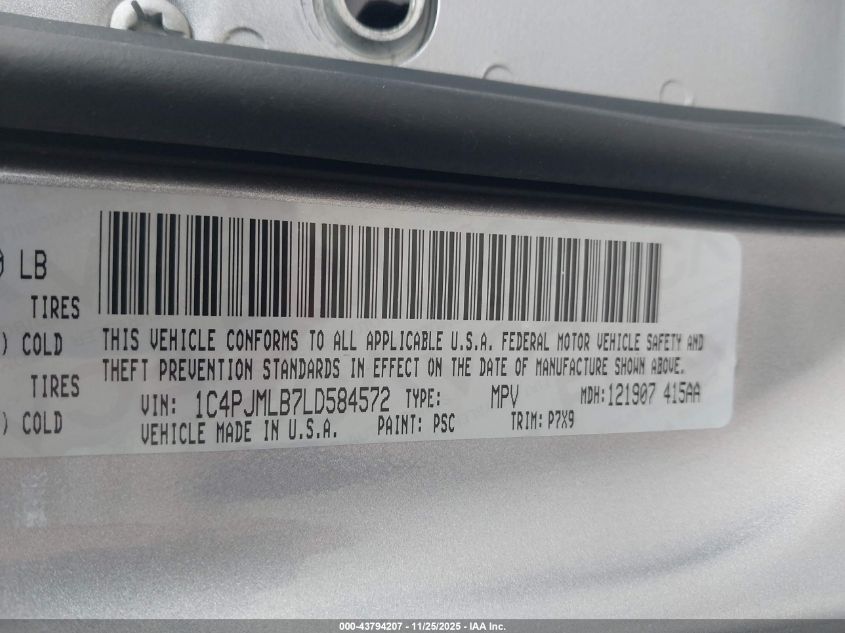 LB
TIRES
) COLD
TIRES
) COLD
THIS VEHICLE CONFORMS TO ALL APPLICABLE U.S.A. FEDERAL MOTOR VEHICLE SAFETY AND
THEFT PREVENTION STANDARDS IN EFFECT ON THE DATE OF MANUFACTURE SHOWN ABOVE.
VIN: 1C4PJMLB7LD584572 TYPE: MPV MDH:121907 415AA
VEHICLE MADE IN U.S.A. PAINT: PSC TRIM: P7X9
000-43794207 - 11/25/2025 - IAA Inc.